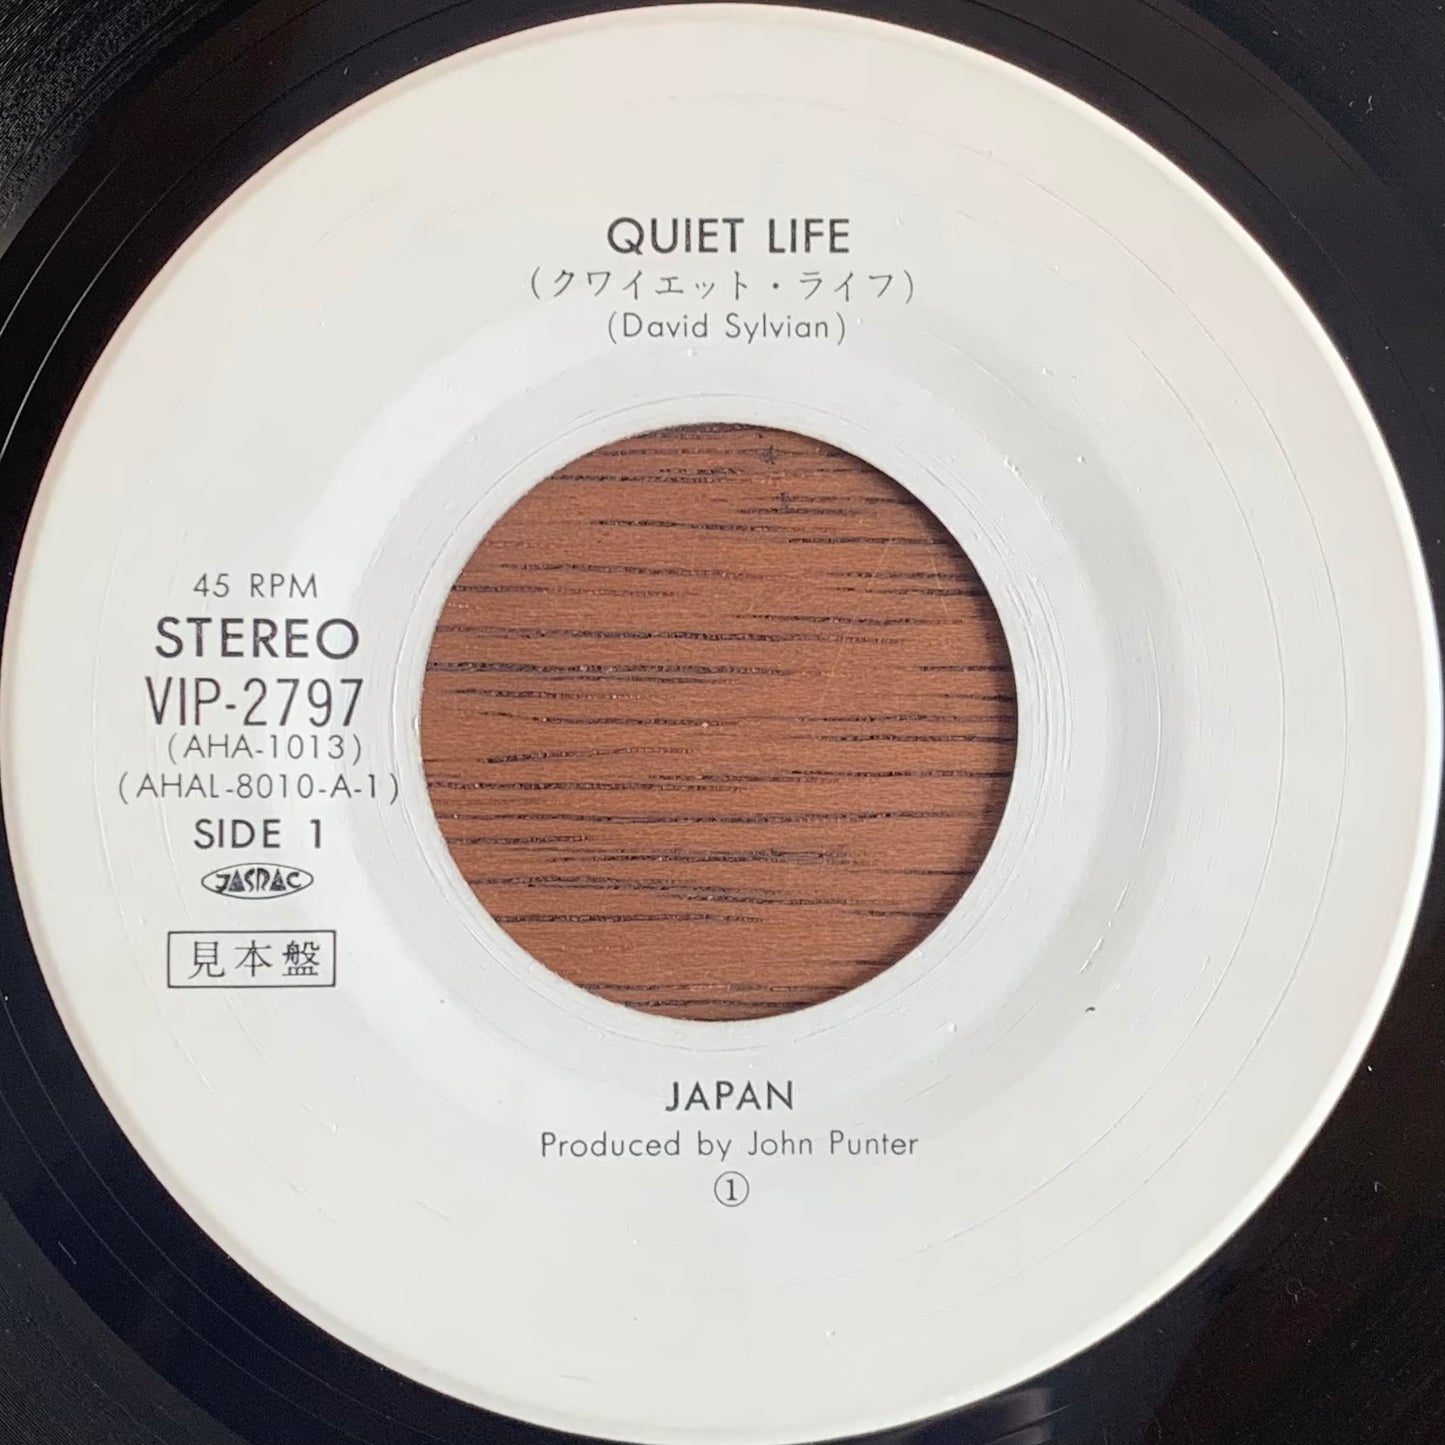 QUIET LIFE
(クワイエット・ライフ)
(David Sylvian)
45 RPM
STEREO
VIP-2797
(AHA-1013)
(AHAL-8010-A-1)
SIDE 1
JASRAC
見本盤
JAPAN
Produced by John Punter
①